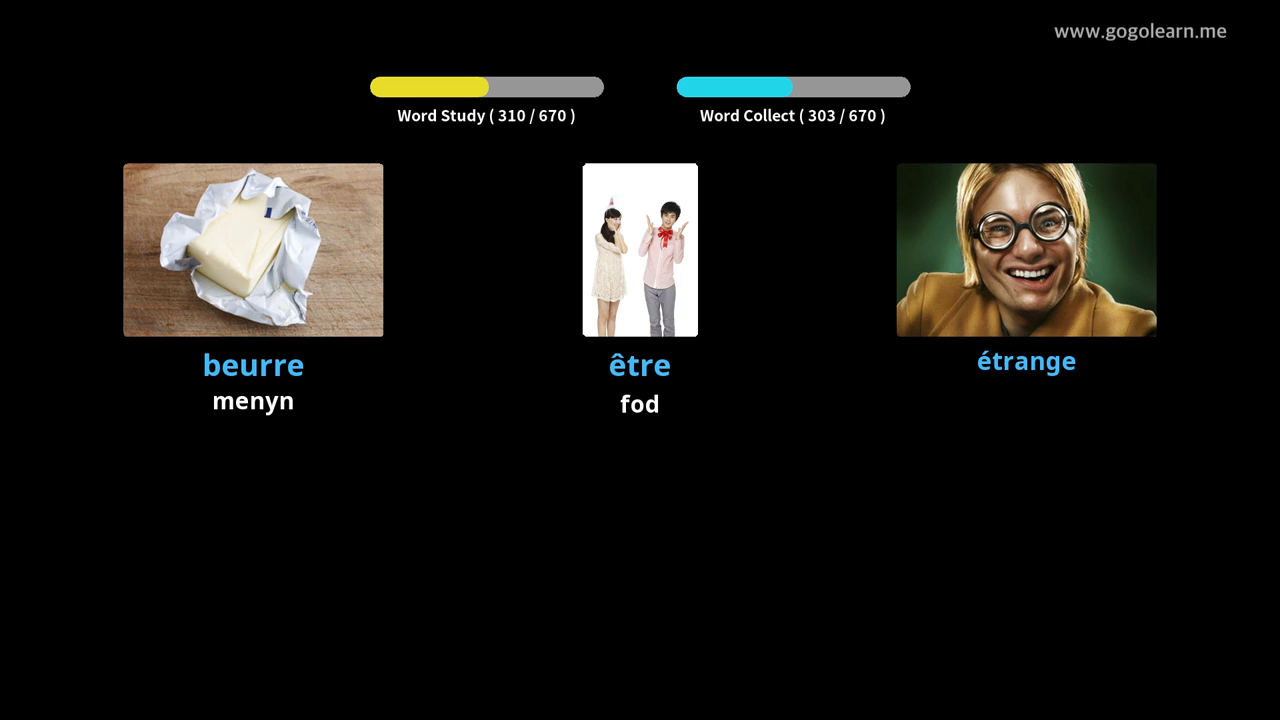 www.gogolearn.me
Word Study ( 310 / 670 )
Word Collect ( 303 / 670 )
beurre
menyn
être
fod
étrange